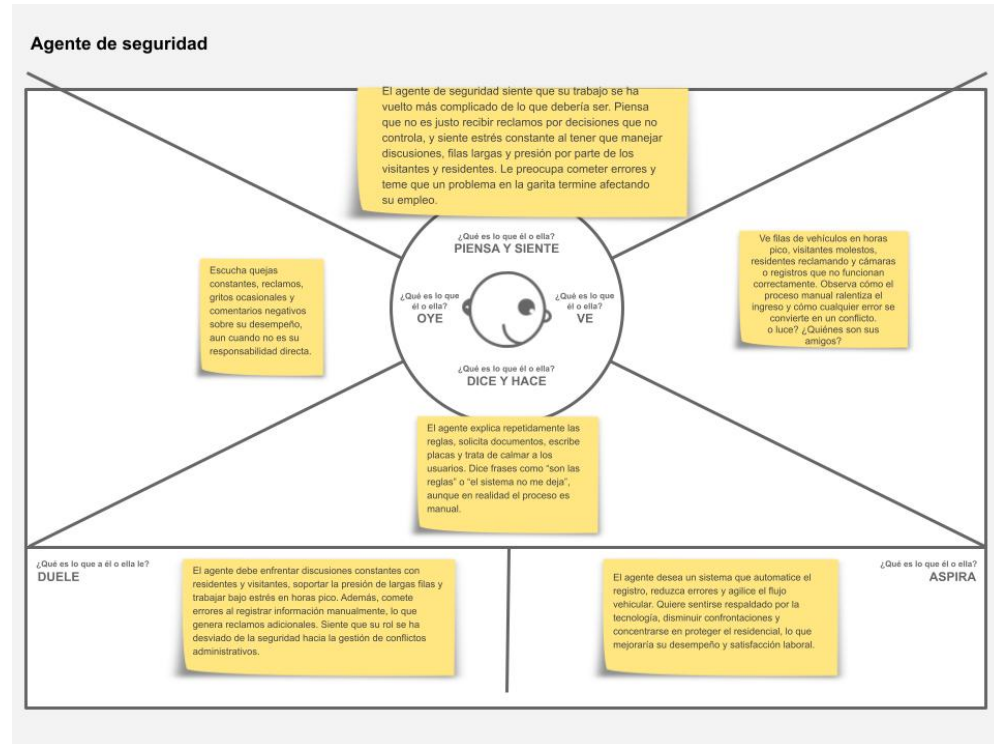 Agente de seguridad
El agente de seguridad siente que su trabajo se ha
vuelto más complicado de lo que debería ser. Piensa
que no es justo recibir reclamos por decisiones que no
controla, y siente estrés constante al tener que manejar
discusiones, filas largas y presión por parte de los
visitantes y residentes. Le preocupa cometer errores y
teme que un problema en la garita termine afectando
su empleo.
¿Qué es lo que él o ella?
PIENSA Y SIENTE
Escucha quejas
constantes, reclamos,
gritos ocasionales y
comentarios negativos
sobre su desempeño,
aun cuando no es su
responsabilidad directa.
¿Qué es lo que
él o ella?
OYE
¿Qué es lo que
él o ella?
VE
Ve filas de vehículos en horas
pico, visitantes molestos,
residentes reclamando y cámaras
o registros que no funcionan
correctamente. Observa cómo el
proceso manual ralentiza el
ingreso y cómo cualquier error se
convierte en un conflicto.
o luce? ¿Quiénes son sus
amigos?
¿Qué es lo que él o ella?
DICE Y HACE
El agente explica repetidamente las
reglas, solicita documentos, escribe
placas y trata de calmar a los
usuarios. Dice frases como “son las
reglas” o “el sistema no me deja”,
aunque en realidad el proceso es
manual.
¿Qué es lo que a él o ella le?
DUELE
El agente debe enfrentar discusiones constantes con
residentes y visitantes, soportar la presión de largas filas y
trabajar bajo estrés en horas pico. Además, comete
errores al registrar información manualmente, lo que
genera reclamos adicionales. Siente que su rol se ha
desviado de la seguridad hacia la gestión de conflictos
administrativos.
¿Qué es lo que él o ella?
ASPIRA
El agente desea un sistema que automatice el
registro, reduzca errores y agilice el flujo
vehicular. Quiere sentirse respaldado por la
tecnología, disminuir confrontaciones y
concentrarse en proteger el residencial, lo que
mejoraría su desempeño y satisfacción laboral.